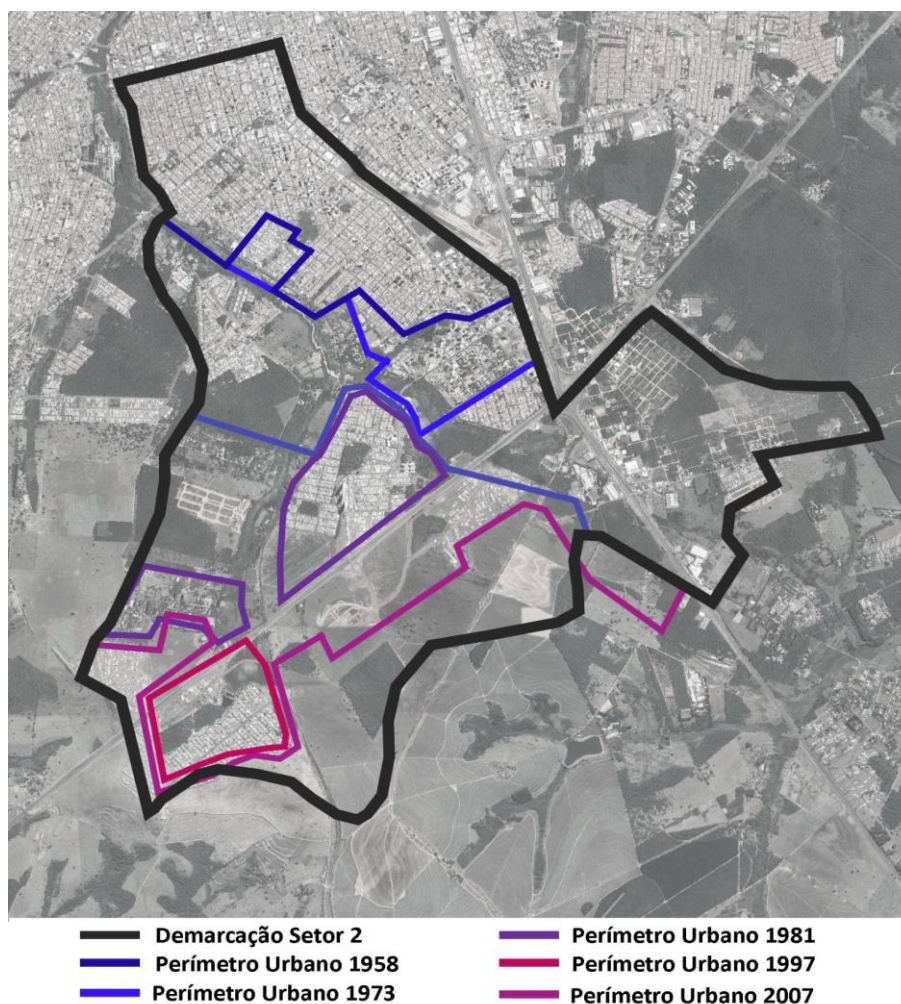 Demarcação Setor 2
Perímetro Urbano 1958
Perímetro Urbano 1973
Perímetro Urbano 1981
Perímetro Urbano 1997
Perímetro Urbano 2007